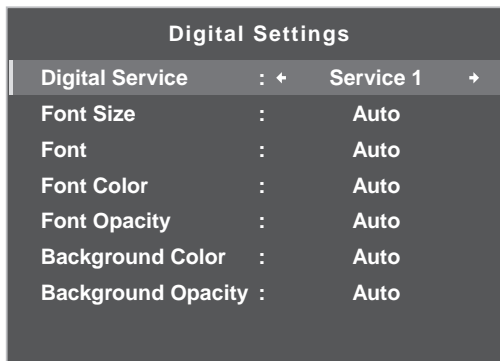 Digital Settings
Digital Service : Service 1
Font Size : Auto
Font : Auto
Font Color : Auto
Font Opacity : Auto
Background Color : Auto
Background Opacity : Auto